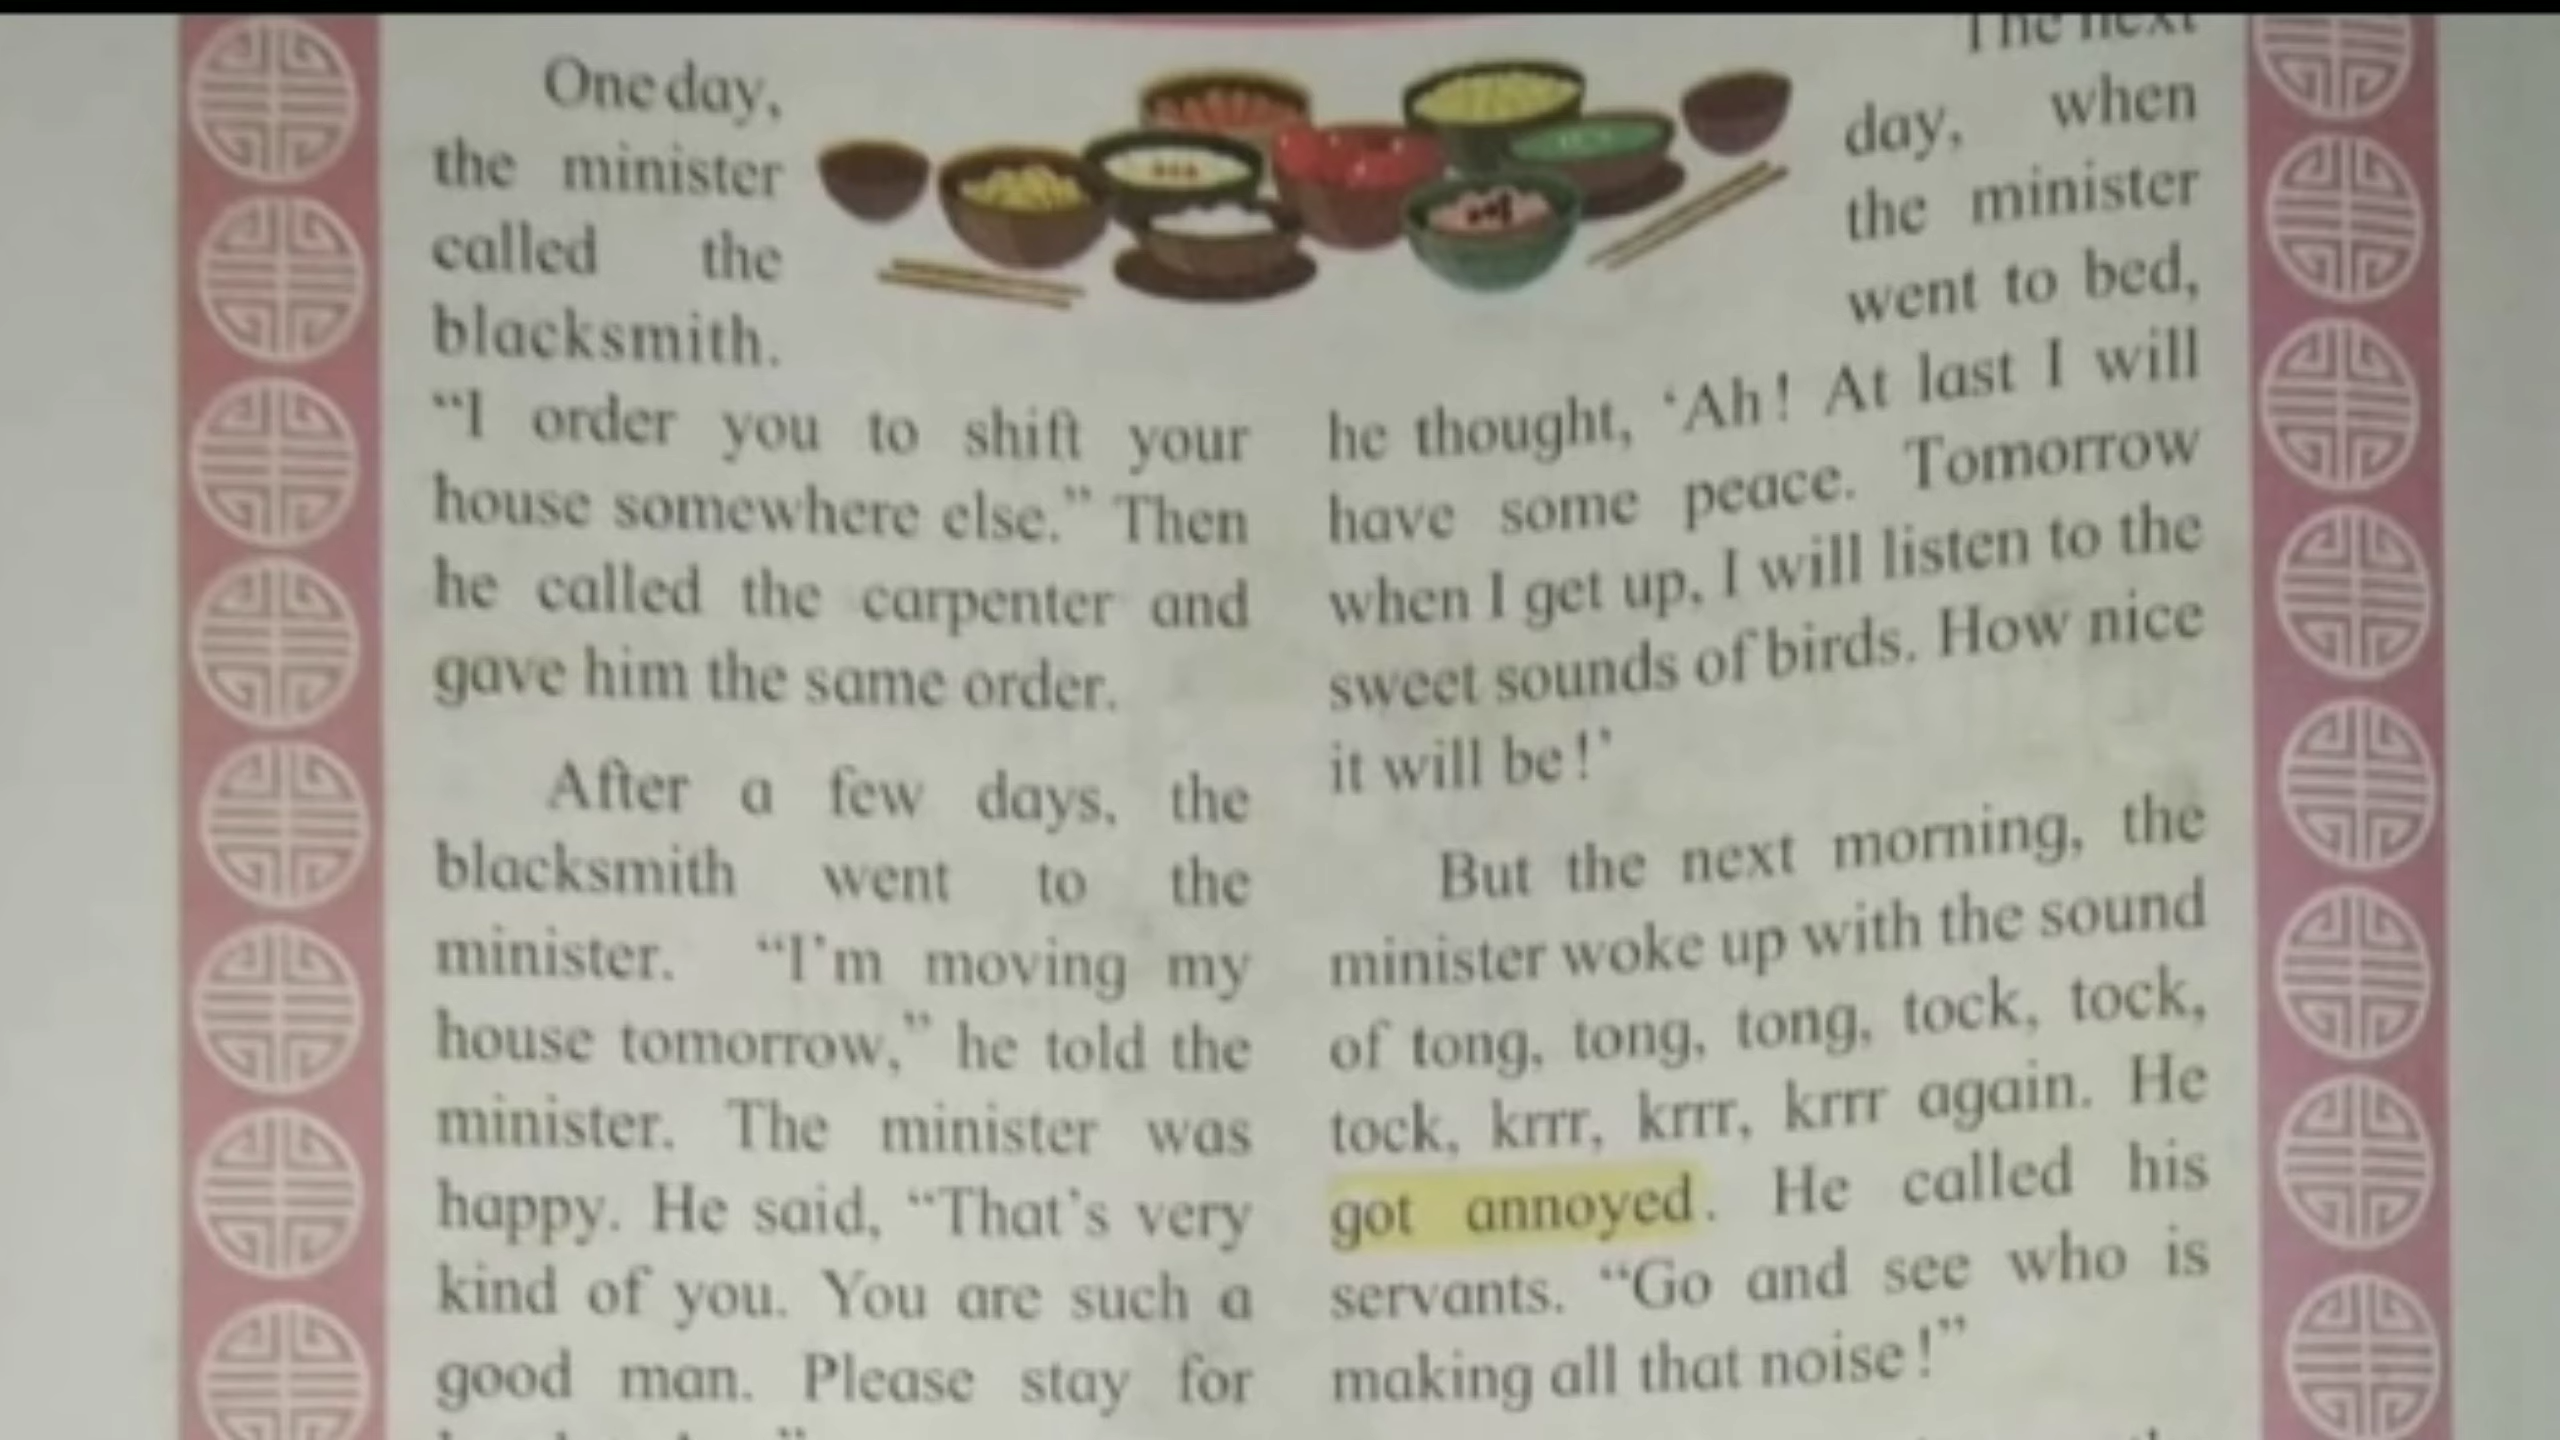 One day,
the minister
called the
blacksmith.
“I order you to shift your
house somewhere else.” Then
he called the carpenter and
gave him the same order.
After a few days, the
blacksmith went to the
minister. “I’m moving my
house tomorrow,” he told the
minister. The minister was
happy. He said, “That’s very
kind of you. You are such a
good man. Please stay for
The next
day, when
the minister
went to bed,
he thought, ‘Ah! At last I will
have some peace. Tomorrow
when I get up, I will listen to the
sweet sounds of birds. How nice
it will be!’
But the next morning, the
minister woke up with the sound
of tong, tong, tong, tock, tock,
tock, krrr, krrr, krrr again. He
got annoyed. He called his
servants. “Go and see who is
making all that noise!”